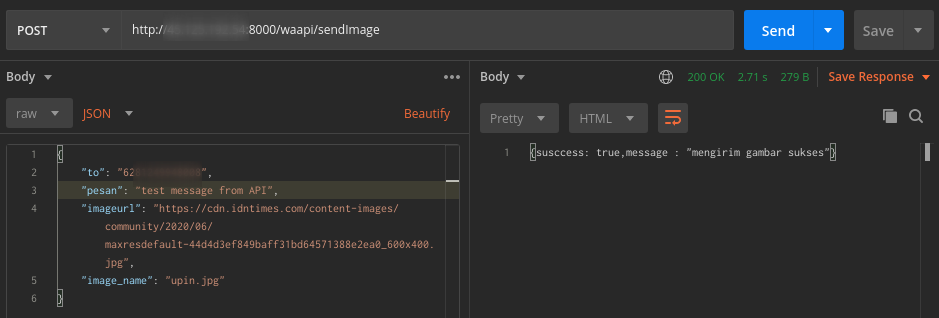 POST http:// :8000/waapi/sendImage Send Save
Body Body 200 OK 2.71 s 279 B Save Response
raw JSON Beautify Pretty HTML
1 {
2 "to": "62 ",
3 "pesan": "test message from API",
4 "imageurl": "https://cdn.idntimes.com/content-images/
community/2020/06/
maxresdefault-44d4d3ef849baff31bd64571388e2ea0_600x400.
jpg",
5 "image_name": "upin.jpg"
6 }
1 {susccess: true,message : "mengirim gambar sukses"}